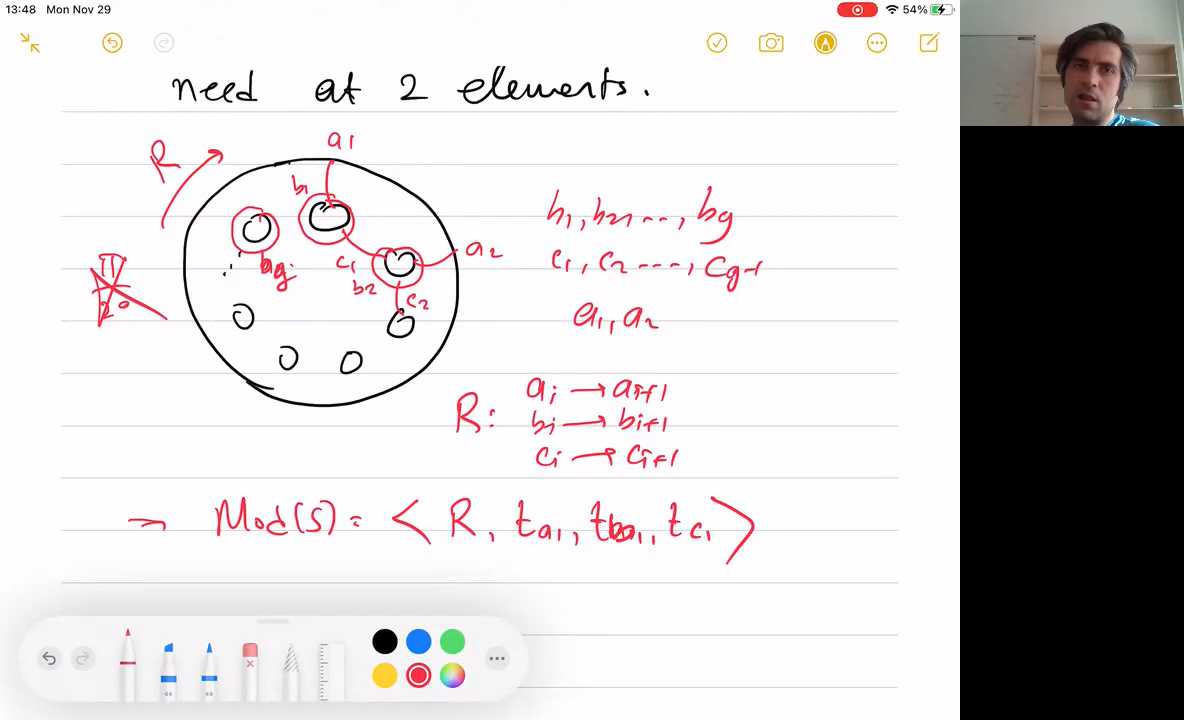 13:48 Mon Nov 29
54%
need at 2 elements.
a1
R
b1
a2
c1
b2
c2
bg
b1, b2, ..., bg
c1, c2 ..., cg-1
a1, a2
R: ai → ai+1
bi → bi+1
ci → ci+1
→ Mod(S) = < R, ta1, tb1, tc1 >